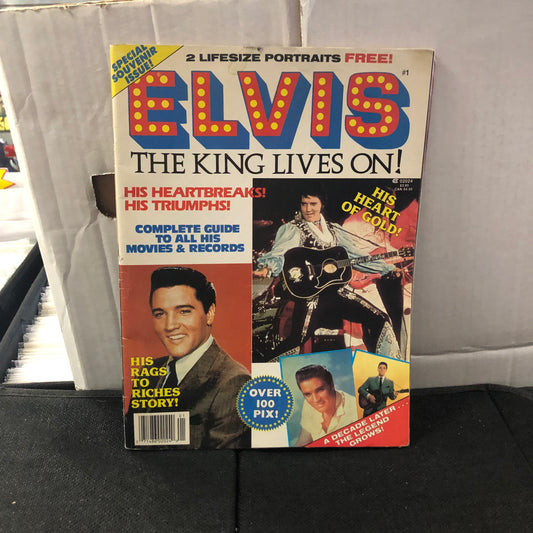 SPECIAL
SOUVENIR
ISSUE!
2 LIFESIZE PORTRAITS FREE!
#1
ELVIS
THE KING LIVES ON!
02024
HIS HEARTBREAKS!
HIS TRIUMPHS!
HIS
HEART
OF GOLD!
COMPLETE GUIDE
TO ALL HIS
MOVIES & RECORDS
HIS
RAGS
TO
RICHES
STORY!
OVER
100
PIX!
A DECADE LATER...
THE LEGEND
GROWS!